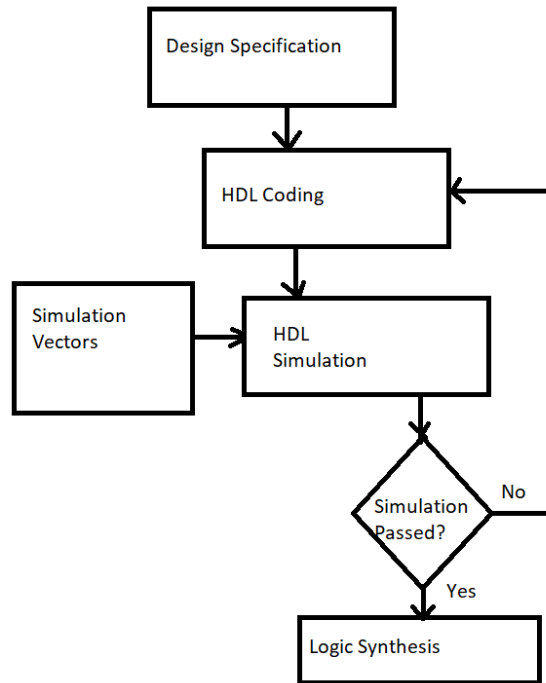 Design Specification
HDL Coding
Simulation
Vectors
HDL
Simulation
Simulation
Passed?
No
Yes
Logic Synthesis